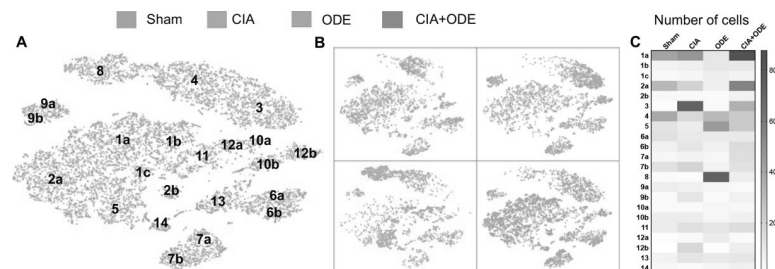 Sham CIA ODE CIA+ODE
Number of cells
A B C
Sham CIA ODE CIA+ODE
8
4
3
9a
9b
1a
1b
12a
10a
11
12b
10b
1c
2a
2b
13
6a
5
6b
14
7a
7b
1a
1b
1c
2a
2b
3
4
5
6a
6b
7a
7b
8
9a
9b
10a
10b
11
12a
12b
13
14
80
60
40
20